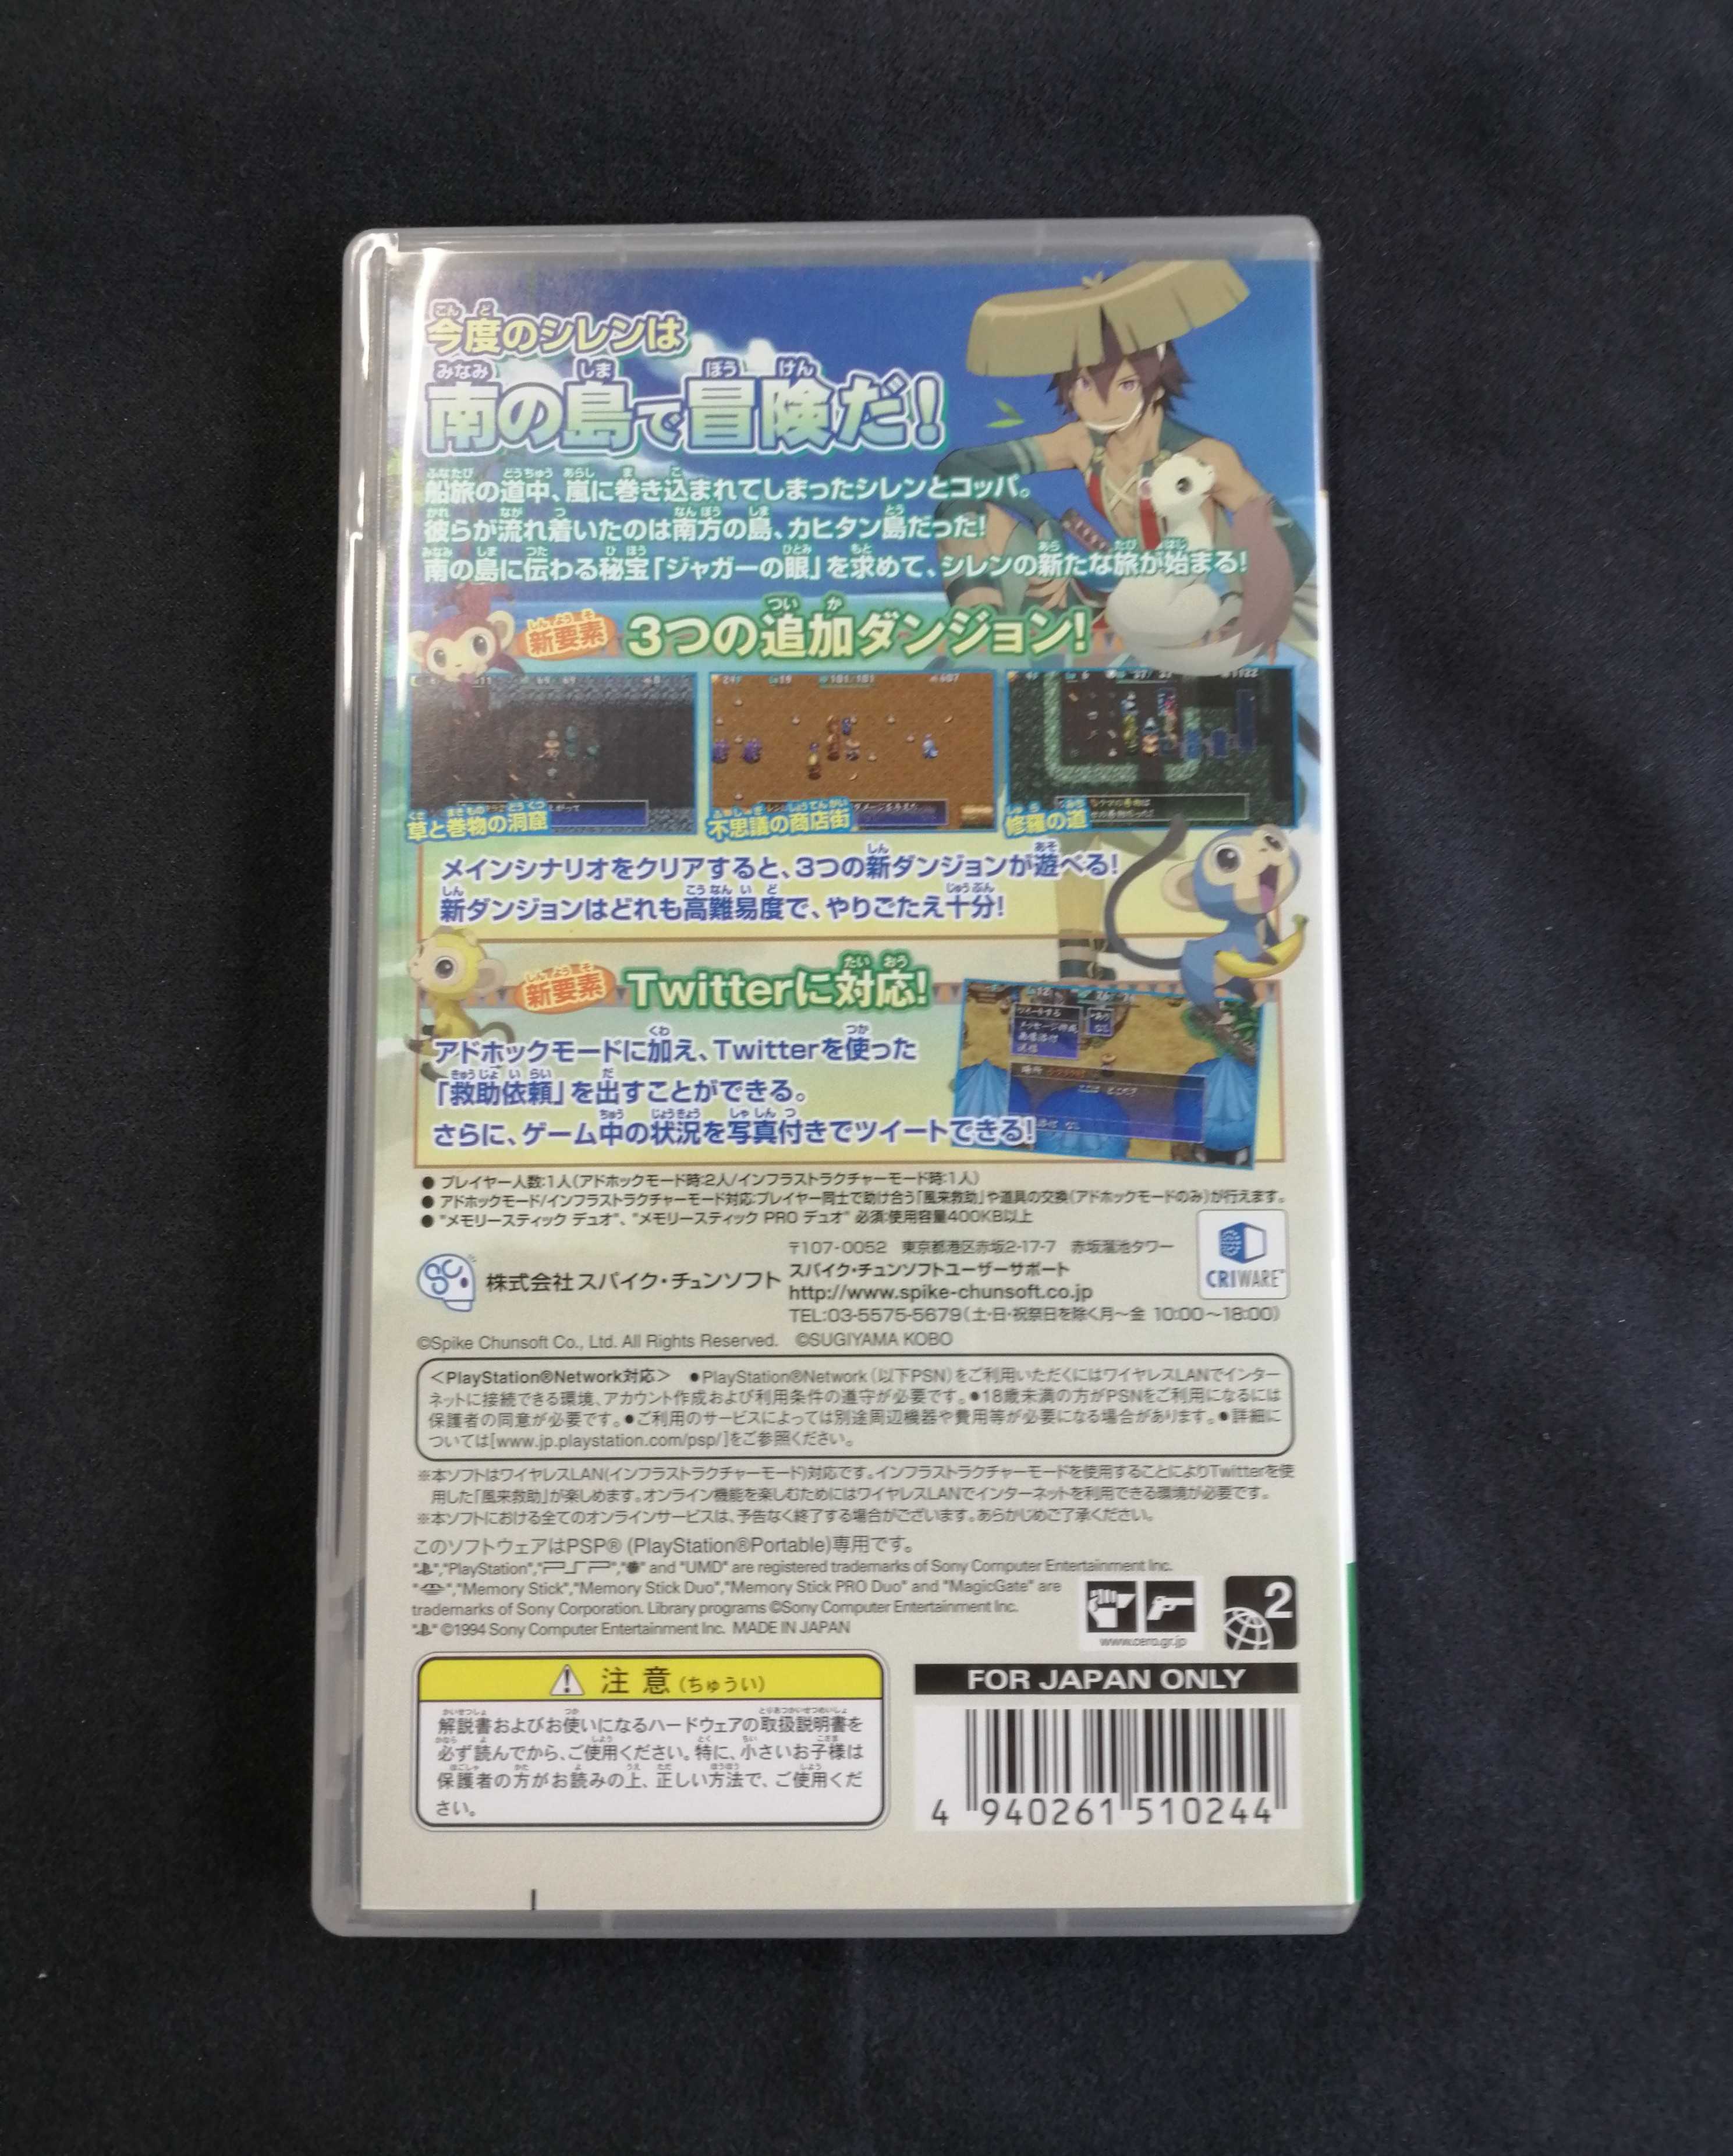 今度のシレンは
南の島で冒険だ!
船旅の道中、嵐に巻き込まれてしまったシレンとコッパ。
彼らが流れ着いたのは南方の島、カヒタン島だった!
南の島に伝わる秘宝「ジャガーの眼」を求めて、シレンの新たな旅が始まる!
新要素 3つの追加ダンジョン!
草と巻物の洞窟 不思議の商店街 修羅の道
メインシナリオをクリアすると、3つの新ダンジョンが遊べる!
新ダンジョンはどれも高難易度で、やりごたえ十分!
新要素 Twitterに対応!
アドホックモードに加え、Twitterを使った
「救助依頼」を出すことができる。
さらに、ゲーム中の状況を写真付きでツイートできる!
● プレイヤー人数:1人(アドホックモード時:2人/インフラストラクチャーモード時:1人)
● アドホックモード/インフラストラクチャーモード対応:プレイヤー同士で助け合う「風来救助」や道具の交換(アドホックモードのみ)が行えます。
● "メモリースティック デュオ"、"メモリースティック PRO デュオ" 必須:使用容量400KB以上
株式会社スパイク・チュンソフト
〒107-0052 東京都港区赤坂2-17-7 赤坂溜池タワー
スパイク・チュンソフトユーザーサポート
http://www.spike-chunsoft.co.jp
TEL:03-5575-5679(土・日・祝祭日を除く月〜金 10:00〜18:00)
CRIWARE
©Spike Chunsoft Co., Ltd. All Rights Reserved. ©SUGIYAMA KOBO
<PlayStation®Network対応> ●PlayStation®Network(以下PSN)をご利用いただくにはワイヤレスLANでインター
ネットに接続できる環境、アカウント作成および利用条件の遵守が必要です。●18歳未満の方がPSNをご利用になるには
保護者の同意が必要です。●ご利用のサービスによっては別途周辺機器や費用等が必要になる場合があります。●詳細に
ついては[www.jp.playstation.com/psp/]をご参照ください。
※本ソフトはワイヤレスLAN(インフラストラクチャーモード)対応です。インフラストラクチャーモードを使用することによりTwitterを使
用した「風来救助」が楽しめます。オンライン機能を楽しむためにはワイヤレスLANでインターネットを利用できる環境が必要です。
※本ソフトにおける全てのオンラインサービスは、予告なく終了する場合がございます。あらかじめご了承ください。
このソフトウェアはPSP® (PlayStation®Portable)専用です。
"PlayStation", "PSP", and "UMD" are registered trademarks of Sony Computer Entertainment Inc.
"Memory Stick","Memory Stick Duo","Memory Stick PRO Duo" and "MagicGate" are
trademarks of Sony Corporation. Library programs ©Sony Computer Entertainment Inc.
©1994 Sony Computer Entertainment Inc. MADE IN JAPAN
www.cero.gr.jp
2
注意(ちゅうい)
解説書およびお使いになるハードウェアの取扱説明書を
必ず読んでから、ご使用ください。特に、小さいお子様は
保護者の方がお読みの上、正しい方法で、ご使用くだ
さい。
FOR JAPAN ONLY
4 940261 510244